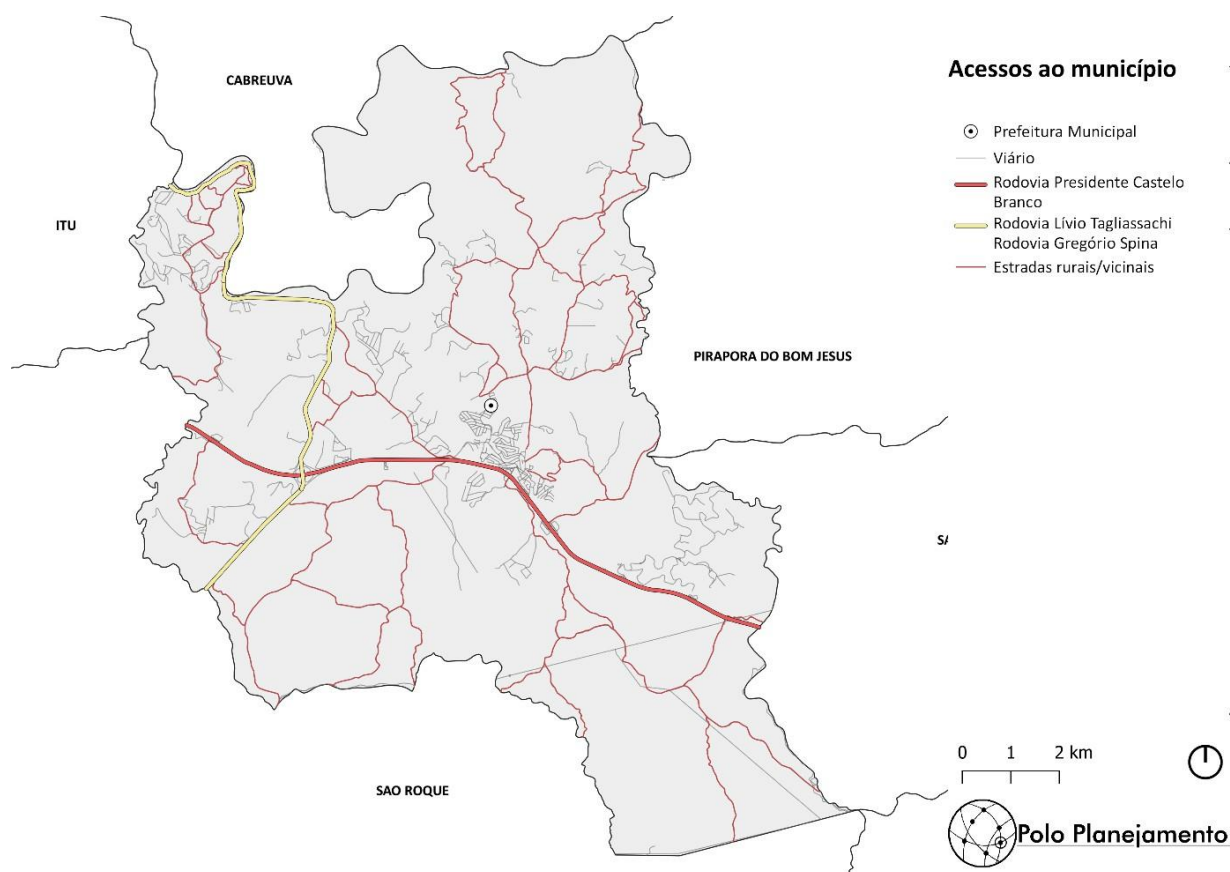 CABREUVA
ITU
PIRAPORA DO BOM JESUS
SAO ROQUE
Acessos ao município
Prefeitura Municipal
Viário
Rodovia Presidente Castelo
Branco
Rodovia Lívio Tagliassachi
Rodovia Gregório Spina
Estradas rurais/vicinais
0 1 2 km
Polo Planejamento